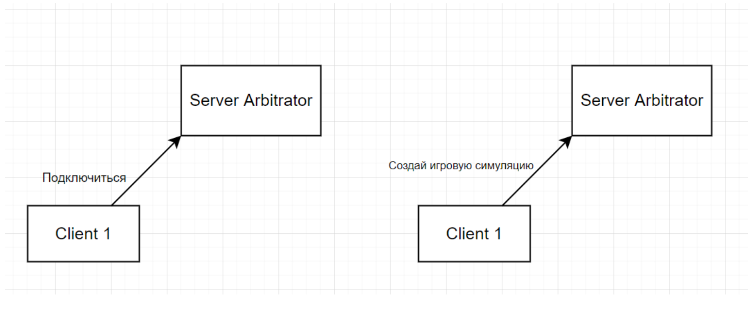 Server Arbitrator
Подключиться
Client 1
Server Arbitrator
Создай игровую симуляцию
Client 1